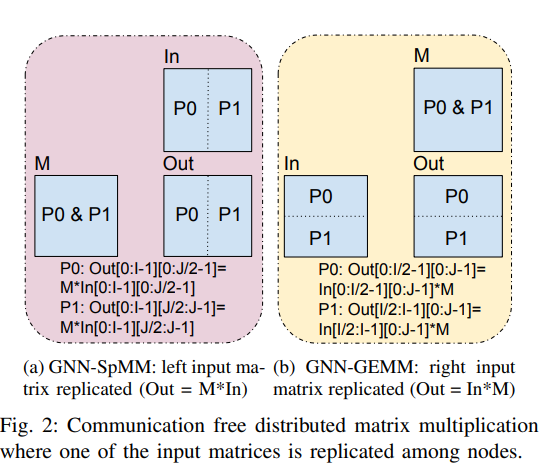 In
P0 P1
M
Out
P0 & P1
P0 P1
P0: Out[0:I-1][0:J/2-1]=
M*In[0:I-1][0:J/2-1]
P1: Out[0:I-1][J/2:J-1]=
M*In[0:I-1][J/2:J-1]
M
P0 & P1
In
Out
P0
P0
P1
P1
P0: Out[0:I/2-1][0:J-1]=
In[0:I/2-1][0:J-1]*M
P1: Out[I/2:I-1][0:J-1]=
In[I/2:I-1][0:J-1]*M
(a) GNN-SpMM: left input ma-
trix replicated (Out = M*In)
(b) GNN-GEMM: right input
matrix replicated (Out = In*M)
Fig. 2: Communication free distributed matrix multiplication
where one of the input matrices is replicated among nodes.